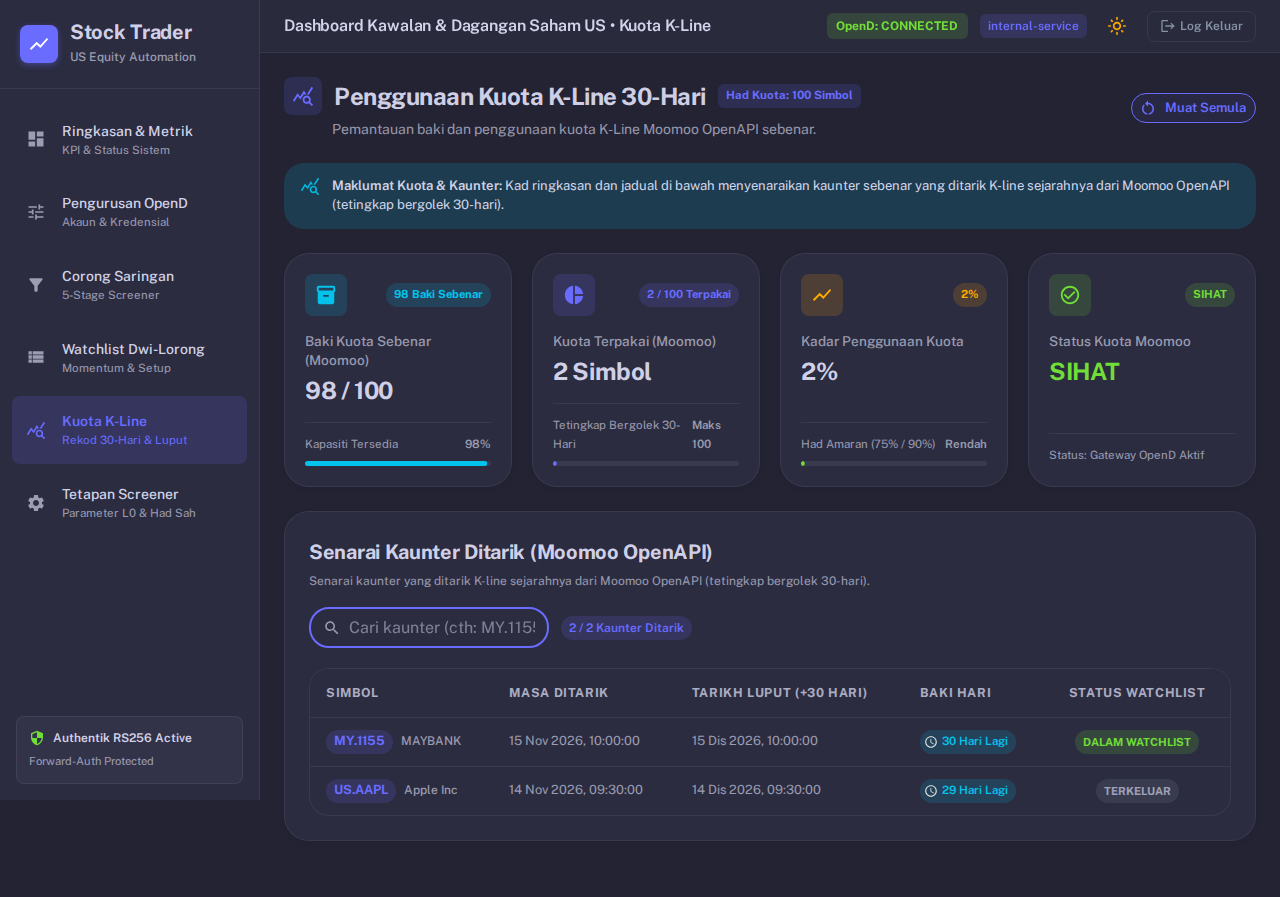 Stock Trader
US Equity Automation
Dashboard Kawalan & Dagangan Saham US • Kuota K-Line
OpenD: CONNECTED
internal-service
Log Keluar
Ringkasan & Metrik
KPI & Status Sistem
Pengurusan OpenD
Akaun & Kredensial
Corong Saringan
5-Stage Screener
Watchlist Dwi-Lorong
Momentum & Setup
Kuota K-Line
Rekod 30-Hari & Luput
Tetapan Screener
Parameter L0 & Had Sah
Authentik RS256 Active
Forward-Auth Protected
Penggunaan Kuota K-Line 30-Hari
Had Kuota: 100 Simbol
Pemantauan baki dan penggunaan kuota K-Line Moomoo OpenAPI sebenar.
Muat Semula
Maklumat Kuota & Kaunter: Kad ringkasan dan jadual di bawah menyenaraikan kaunter sebenar yang ditarik K-line sejarahnya dari Moomoo OpenAPI
(tetingkap bergolek 30-hari).
98 Baki Sebenar
Baki Kuota Sebenar
(Moomoo)
98 / 100
Kapasiti Tersedia 98%
2 / 100 Terpakai
Kuota Terpakai (Moomoo)
2 Simbol
Tetingkap Bergolek 30- Maks
Hari 100
2%
Kadar Penggunaan Kuota
2%
Had Amaran (75% / 90%) Rendah
SIHAT
Status Kuota Moomoo
SIHAT
Status: Gateway OpenD Aktif
Senarai Kaunter Ditarik (Moomoo OpenAPI)
Senarai kaunter yang ditarik K-line sejarahnya dari Moomoo OpenAPI (tetingkap bergolek 30-hari).
Cari kaunter (cth: MY.1155
2 / 2 Kaunter Ditarik
SIMBOL MASA DITARIK TARIKH LUPUT (+30 HARI) BAKI HARI STATUS WATCHLIST
MY.1155 MAYBANK 15 Nov 2026, 10:00:00 15 Dis 2026, 10:00:00 30 Hari Lagi DALAM WATCHLIST
US.AAPL Apple Inc 14 Nov 2026, 09:30:00 14 Dis 2026, 09:30:00 29 Hari Lagi TERKELUAR